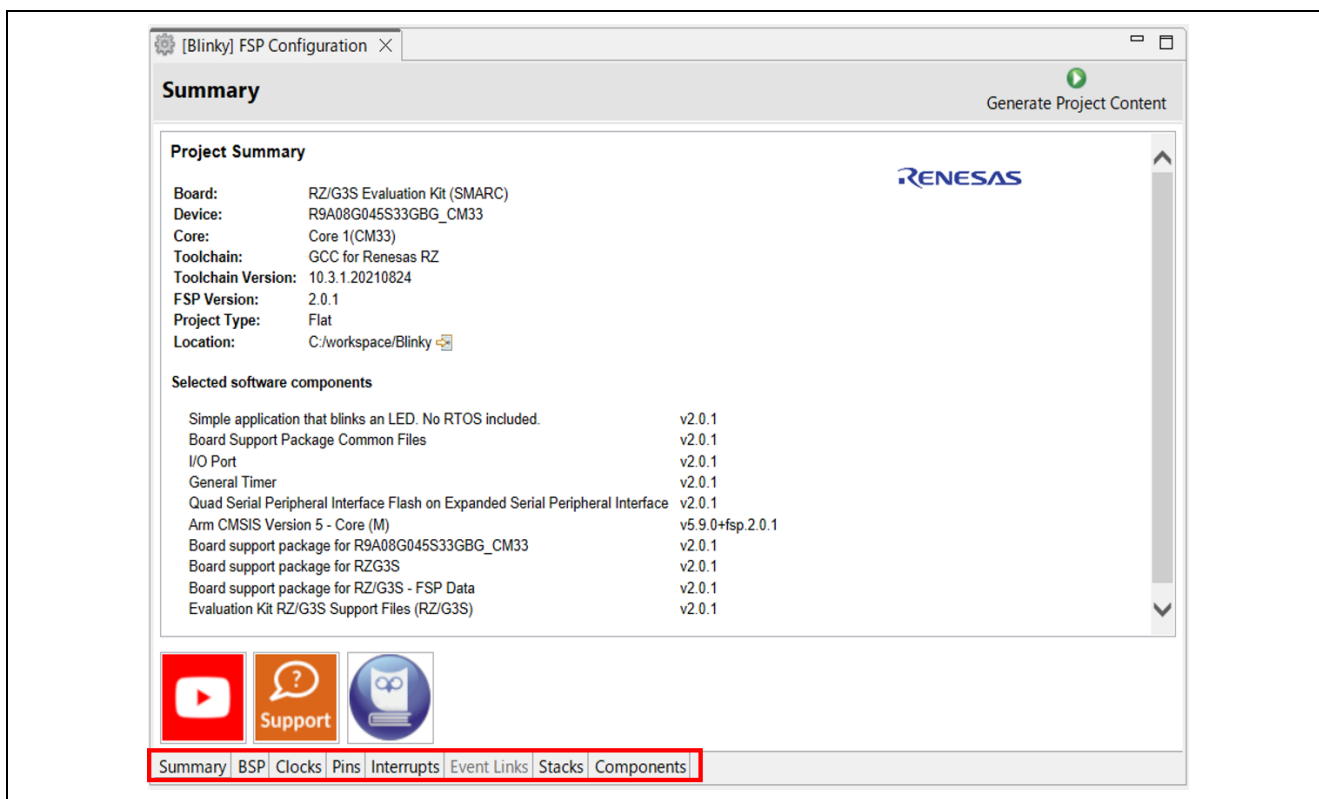 [Blinky] FSP Configuration
Summary
Generate Project Content
Project Summary
RENESAS
Board: RZ/G3S Evaluation Kit (SMARC)
Device: R9A08G045S33GBG_CM33
Core: Core 1(CM33)
Toolchain: GCC for Renesas RZ
Toolchain Version: 10.3.1.20210824
FSP Version: 2.0.1
Project Type: Flat
Location: C:/workspace/Blinky
Selected software components
Simple application that blinks an LED. No RTOS included. v2.0.1
Board Support Package Common Files v2.0.1
I/O Port v2.0.1
General Timer v2.0.1
Quad Serial Peripheral Interface Flash on Expanded Serial Peripheral Interface v2.0.1
Arm CMSIS Version 5 - Core (M) v5.9.0+fsp.2.0.1
Board support package for R9A08G045S33GBG_CM33 v2.0.1
Board support package for RZG3S v2.0.1
Board support package for RZ/G3S - FSP Data v2.0.1
Evaluation Kit RZ/G3S Support Files (RZ/G3S) v2.0.1
?
Support
Summary BSP Clocks Pins Interrupts Event Links Stacks Components